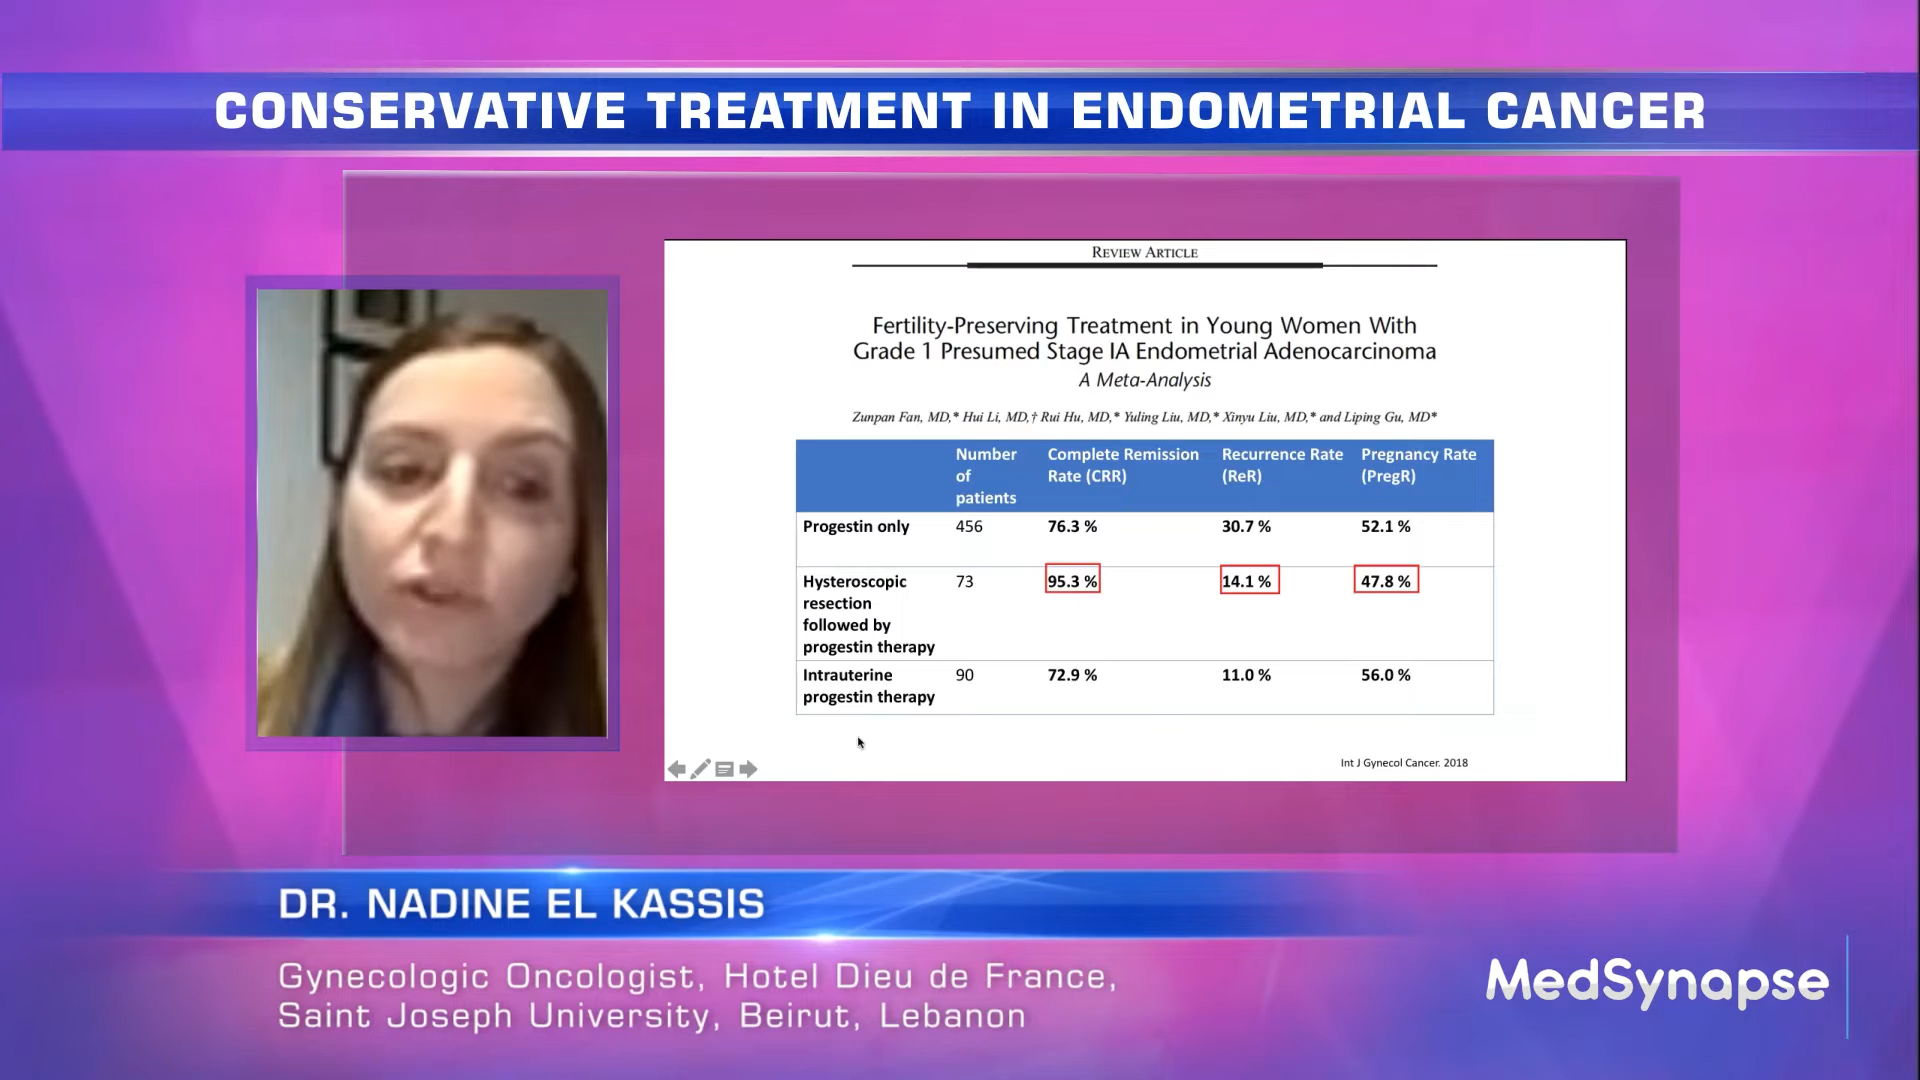 CONSERVATIVE TREATMENT IN ENDOMETRIAL CANCER
REVIEW ARTICLE
Fertility-Preserving Treatment in Young Women With
Grade 1 Presumed Stage IA Endometrial Adenocarcinoma
A Meta-Analysis
Zunpan Fan, MD,* Hui Li, MD,† Rui Hu, MD,* Yuling Liu, MD,* Xinyu Liu, MD,* and Liping Gu, MD*
Number of patients
Complete Remission Rate (CRR)
Recurrence Rate (ReR)
Pregnancy Rate (PregR)
Progestin only 456 76.3 % 30.7 % 52.1 %
Hysteroscopic 73 95.3 % 14.1 % 47.8 %
resection
followed by
progestin therapy
Intrauterine 90 72.9 % 11.0 % 56.0 %
progestin therapy
Int J Gynecol Cancer. 2018
DR. NADINE EL KASSIS
Gynecologic Oncologist, Hotel Dieu de France,
Saint Joseph University, Beirut, Lebanon
MedSynapse